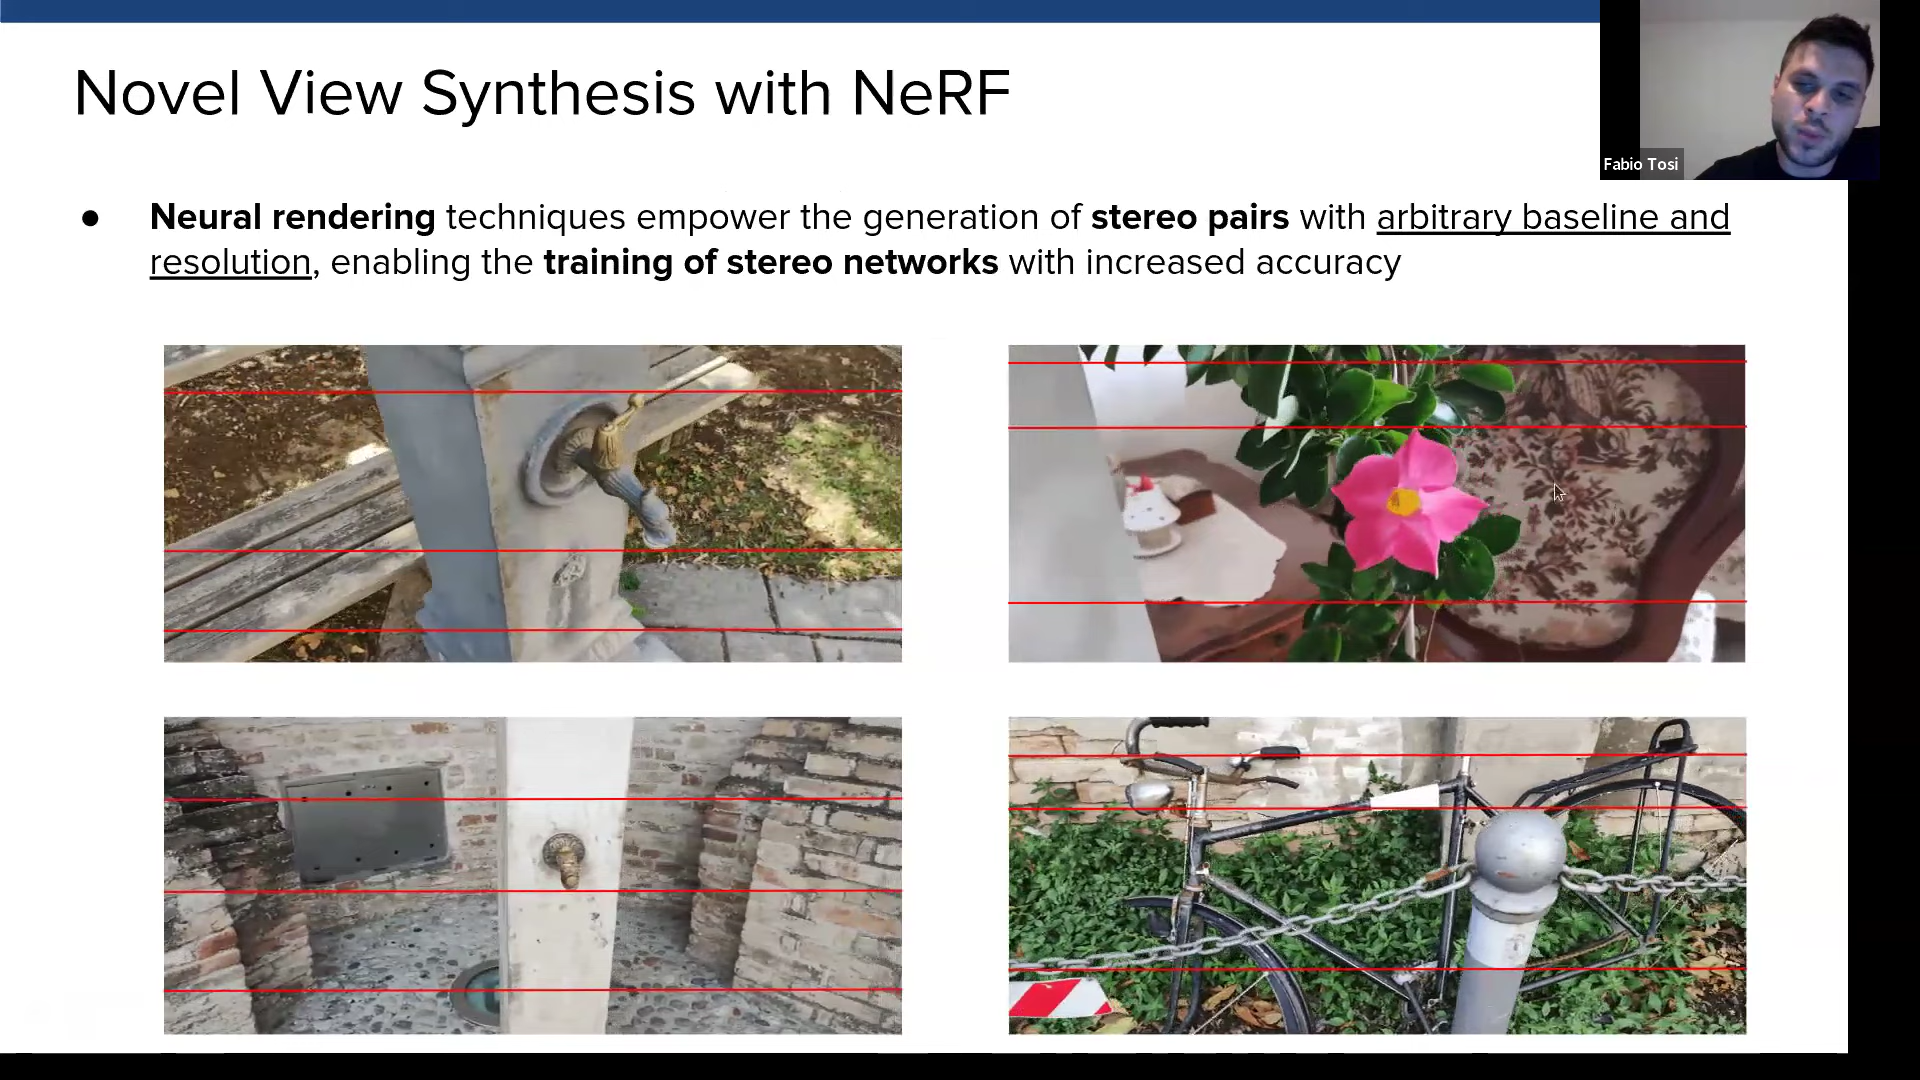 Novel View Synthesis with NeRF
Fabio Tosi
● Neural rendering techniques empower the generation of stereo pairs with arbitrary baseline and
resolution, enabling the training of stereo networks with increased accuracy